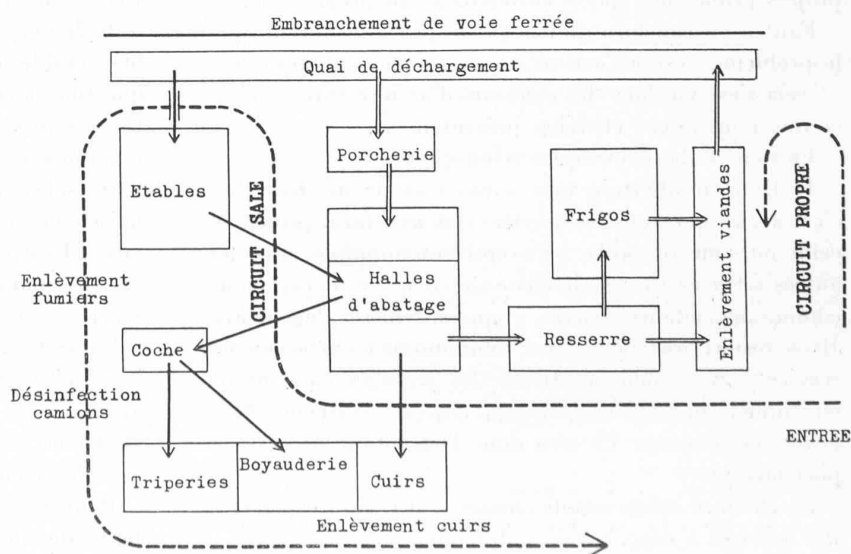 Embranchement de voie ferrée
Quai de déchargement
Porcherie
Etables
Frigos
Enlèvement viandes
CIRCUIT PROPRE
CIRCUIT SALE
Halles
d'abatage
Enlèvement
fumiers
Coche
Resserre
Désinfection
camions
ENTREE
Boyauderie
Triperies
Cuirs
Enlèvement cuirs